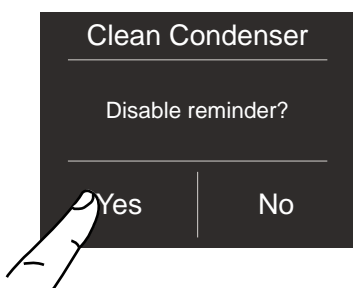 Clean Condenser
Disable reminder?
Yes No